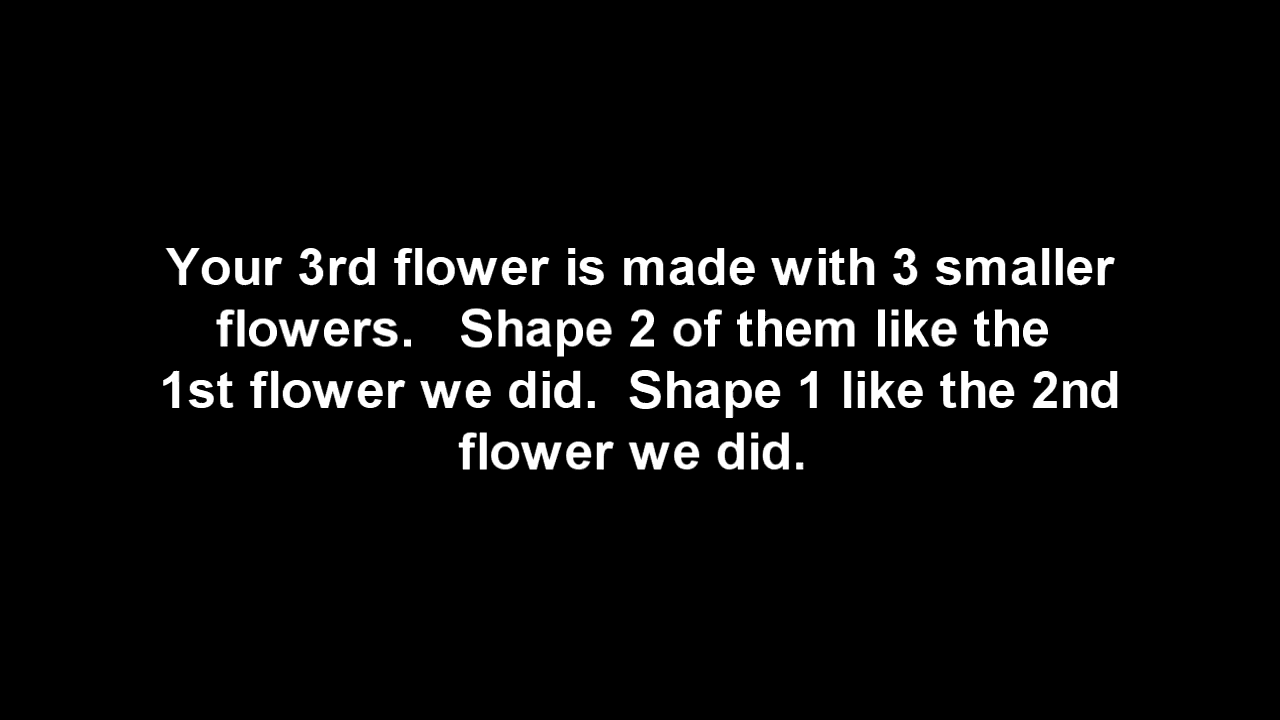 Your 3rd flower is made with 3 smaller
flowers.   Shape 2 of them like the
1st flower we did.  Shape 1 like the 2nd
flower we did.